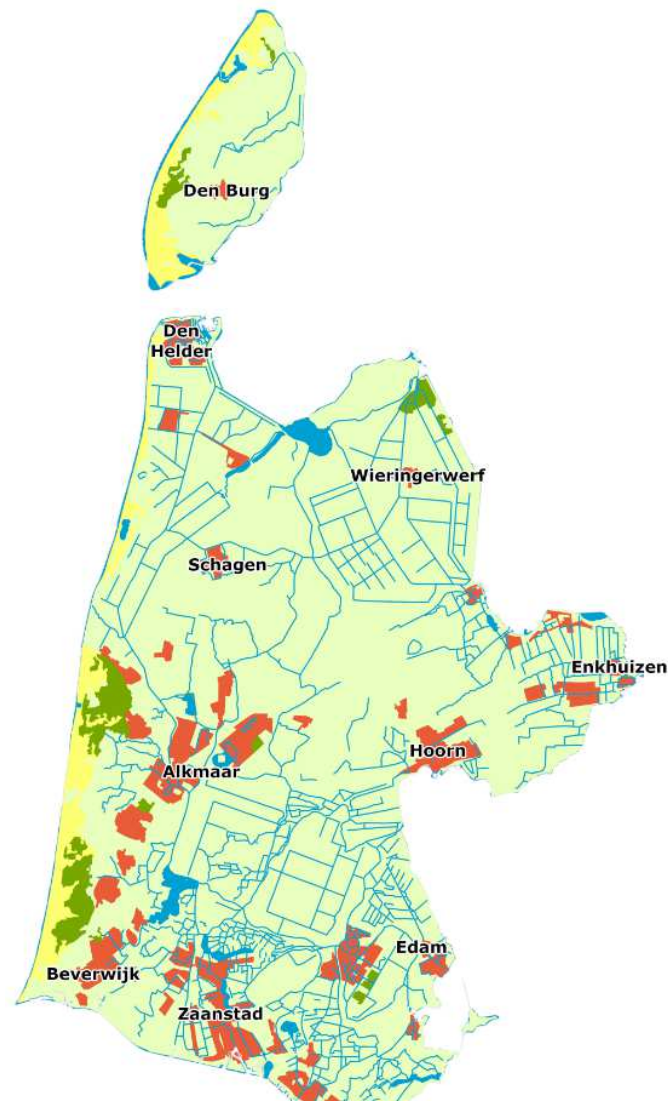 Den Burg
Den
Helder
Wieringerwerf
Schagen
Enkhuizen
Hoorn
Alkmaar
Edam
Beverwijk
Zaanstad